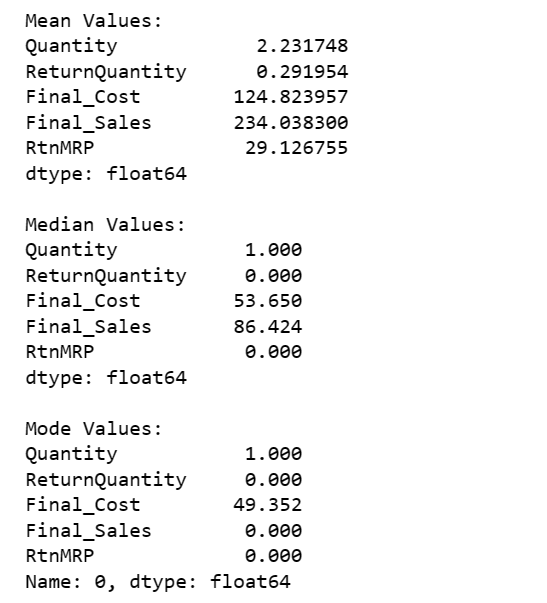 Mean Values:
Quantity 2.231748
ReturnQuantity 0.291954
Final_Cost 124.823957
Final_Sales 234.038300
RtnMRP 29.126755
dtype: float64
Median Values:
Quantity 1.000
ReturnQuantity 0.000
Final_Cost 53.650
Final_Sales 86.424
RtnMRP 0.000
dtype: float64
Mode Values:
Quantity 1.000
ReturnQuantity 0.000
Final_Cost 49.352
Final_Sales 0.000
RtnMRP 0.000
Name: 0, dtype: float64